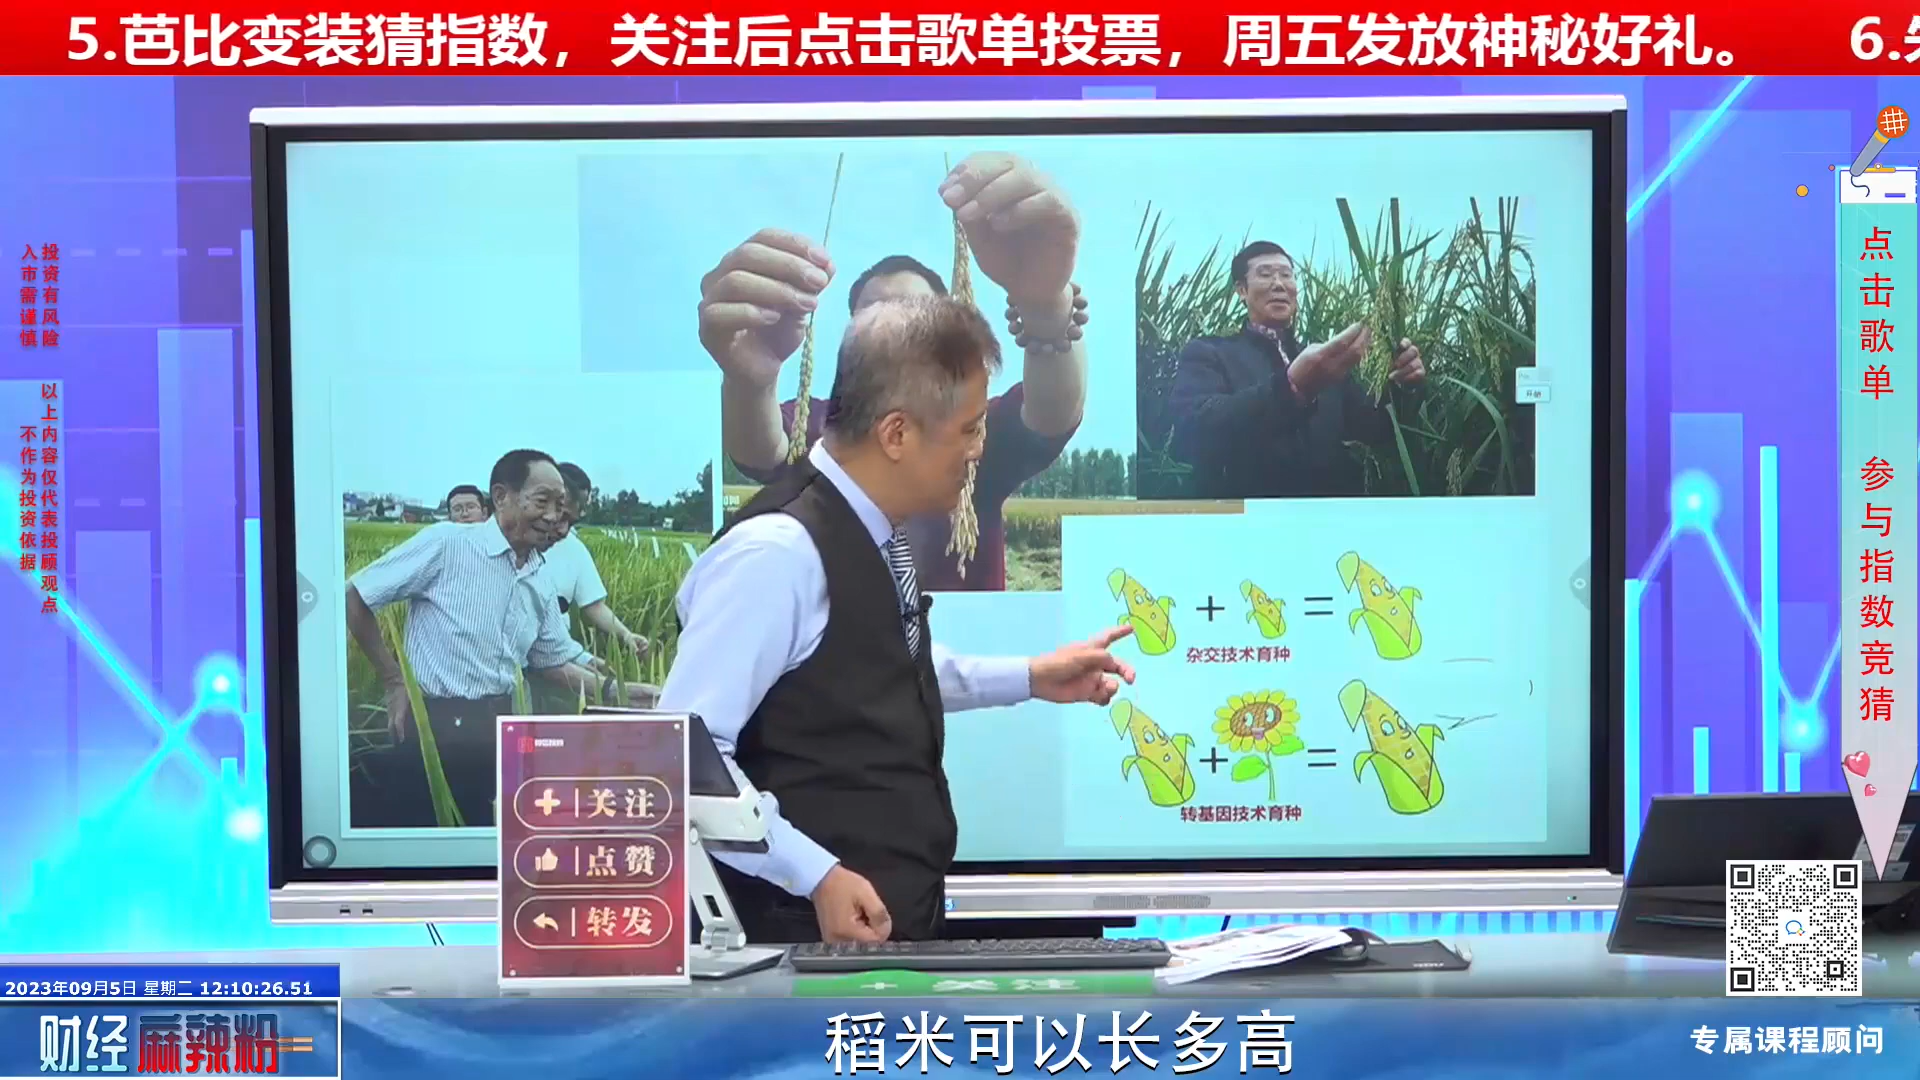 5.芭比变装猜指数，关注后点击歌单投票，周五发放神秘好礼。 6.
投资有风险
入市需谨慎
以上内容仅代表投顾观点
不作为投资依据
点击歌单 参与指数竞猜
开始
+ =
杂交技术育种
+ =
转基因技术育种
关注
点赞
转发
+ 关注
2023年09月5日 星期二 12:10:26.51
财经麻辣粉
稻米可以长多高
专属课程顾问